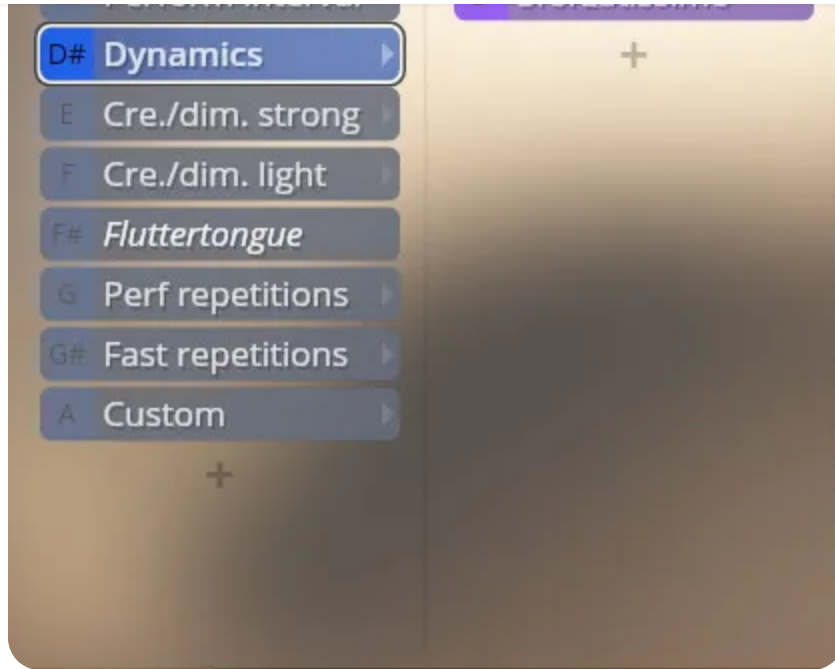 D# Dynamics
E Cre./dim. strong
F Cre./dim. light
F# Fluttertongue
G Perf repetitions
G# Fast repetitions
A Custom
+
+